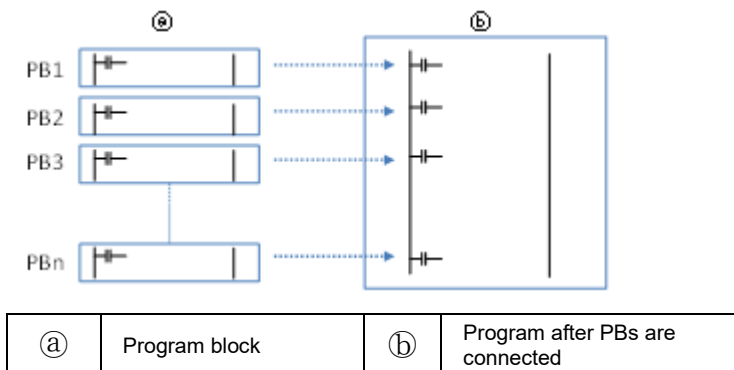 ⓐ ⓑ
PB1
PB2
PB3
PBn
ⓐ Program block ⓑ Program after PBs are
connected